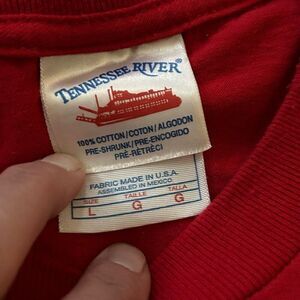 TENNESSEE RIVER®
100% COTTON/COTON/ALGODON
PRE-SHRUNK/PRE-ENCOGIDO
PRÉ-RÉTRÉCI
FABRIC MADE IN U.S.A.
ASSEMBLED IN MEXICO
SIZE TAILLE TALLA
L G G